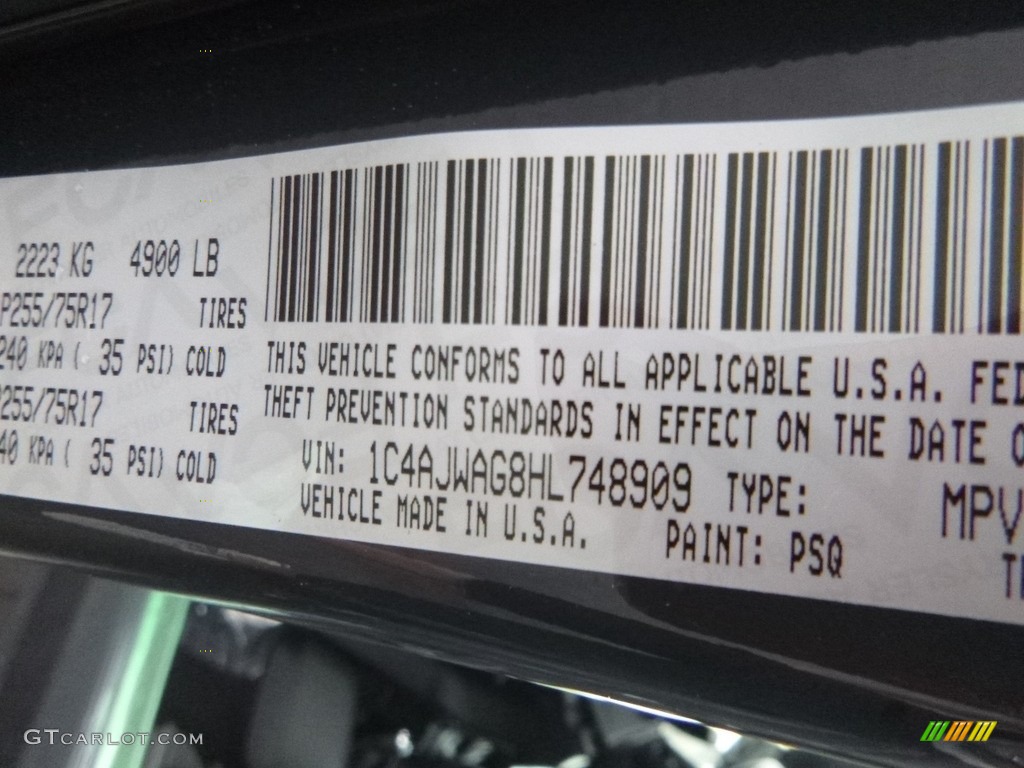 2223 KG 4900 LB
P255/75R17 TIRES
240 KPA ( 35 PSI) COLD
255/75R17 TIRES
40 KPA ( 35 PSI) COLD
THIS VEHICLE CONFORMS TO ALL APPLICABLE U.S.A. FED
THEFT PREVENTION STANDARDS IN EFFECT ON THE DATE O
VIN: 1C4AJWAG8HL748909 TYPE: MPV
VEHICLE MADE IN U.S.A. PAINT: PSQ
GTCARLOT.COM